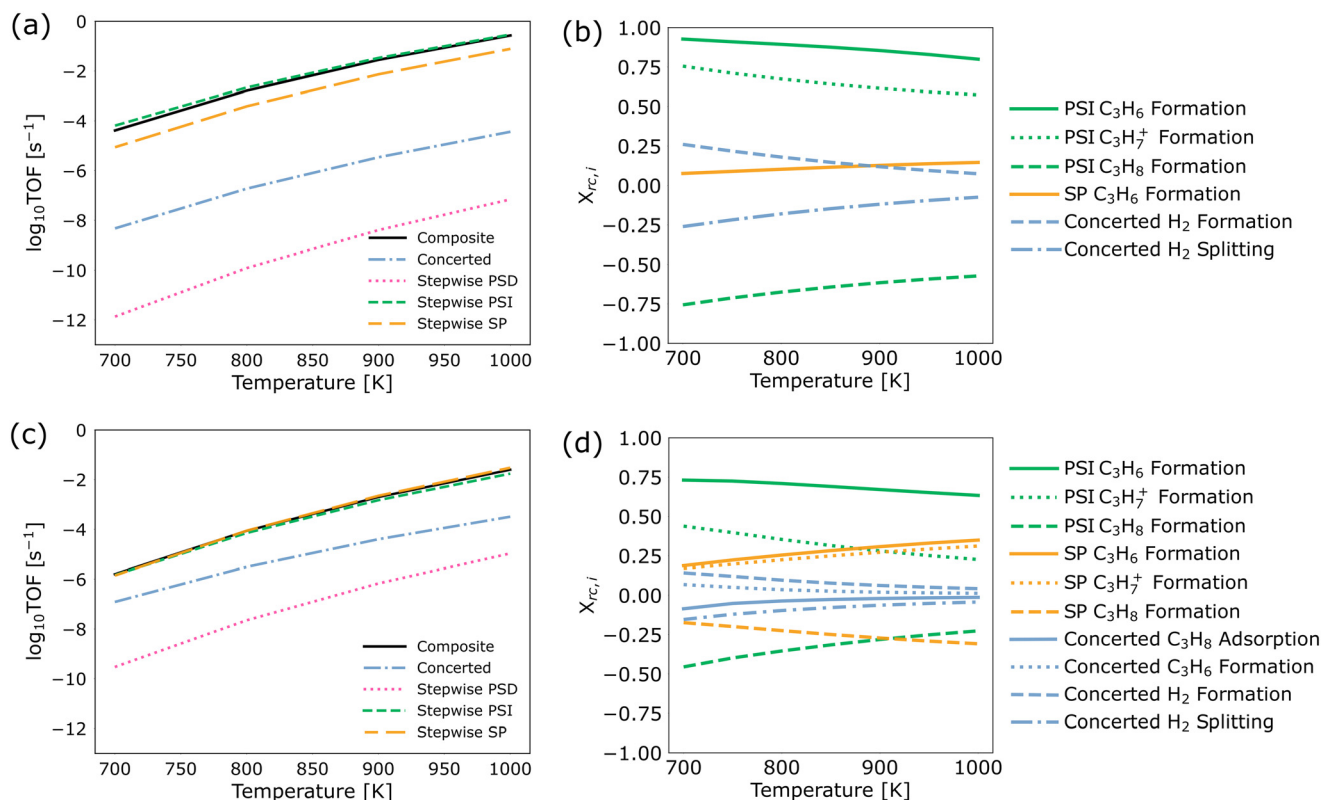 (a)
log₁₀TOF [s⁻¹]
0
−2
−4
−6
−8
−10
−12
700 750 800 850 900 950 1000
Temperature [K]
Composite
Concerted
Stepwise PSD
Stepwise PSI
Stepwise SP
(b)
X_rc,i
1.00
0.75
0.50
0.25
0.00
−0.25
−0.50
−0.75
−1.00
700 800 900 1000
Temperature [K]
PSI C₃H₆ Formation
PSI C₃H₇⁺ Formation
PSI C₃H₈ Formation
SP C₃H₆ Formation
Concerted H₂ Formation
Concerted H₂ Splitting
(c)
log₁₀TOF [s⁻¹]
0
−2
−4
−6
−8
−10
−12
700 750 800 850 900 950 1000
Temperature [K]
Composite
Concerted
Stepwise PSD
Stepwise PSI
Stepwise SP
(d)
X_rc,i
1.00
0.75
0.50
0.25
0.00
−0.25
−0.50
−0.75
−1.00
700 800 900 1000
Temperature [K]
PSI C₃H₆ Formation
PSI C₃H₇⁺ Formation
PSI C₃H₈ Formation
SP C₃H₆ Formation
SP C₃H₇⁺ Formation
SP C₃H₈ Formation
Concerted C₃H₈ Adsorption
Concerted C₃H₆ Formation
Concerted H₂ Formation
Concerted H₂ Splitting